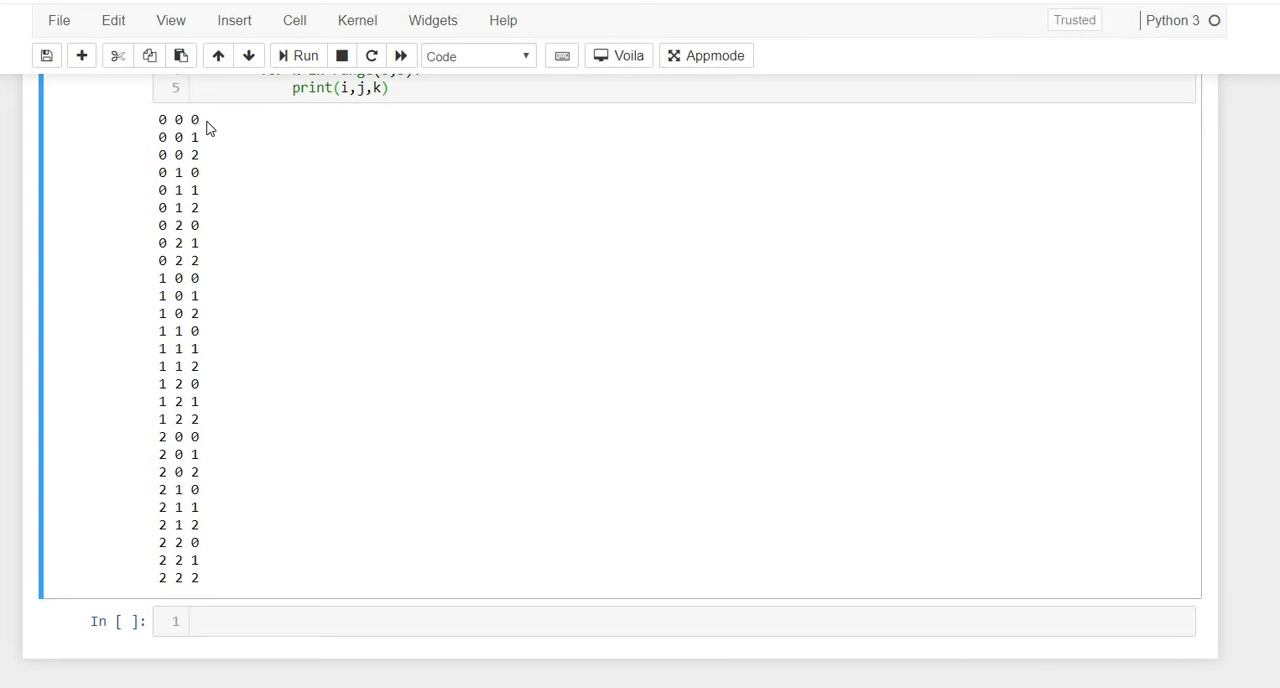 File Edit View Insert Cell Kernel Widgets Help Trusted Python 3
Run Code Voila Appmode
5 print(i,j,k)
0 0 0
0 0 1
0 0 2
0 1 0
0 1 1
0 1 2
0 2 0
0 2 1
0 2 2
1 0 0
1 0 1
1 0 2
1 1 0
1 1 1
1 1 2
1 2 0
1 2 1
1 2 2
2 0 0
2 0 1
2 0 2
2 1 0
2 1 1
2 1 2
2 2 0
2 2 1
2 2 2
In [ ]: 1